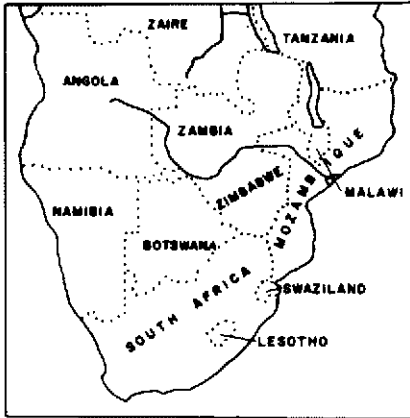 ZAIRE
TANZANIA
ANGOLA
ZAMBIA
MALAWI
MOZAMBIQUE
ZIMBABWE
NAMIBIA
BOTSWANA
SWAZILAND
SOUTH AFRICA
LESOTHO